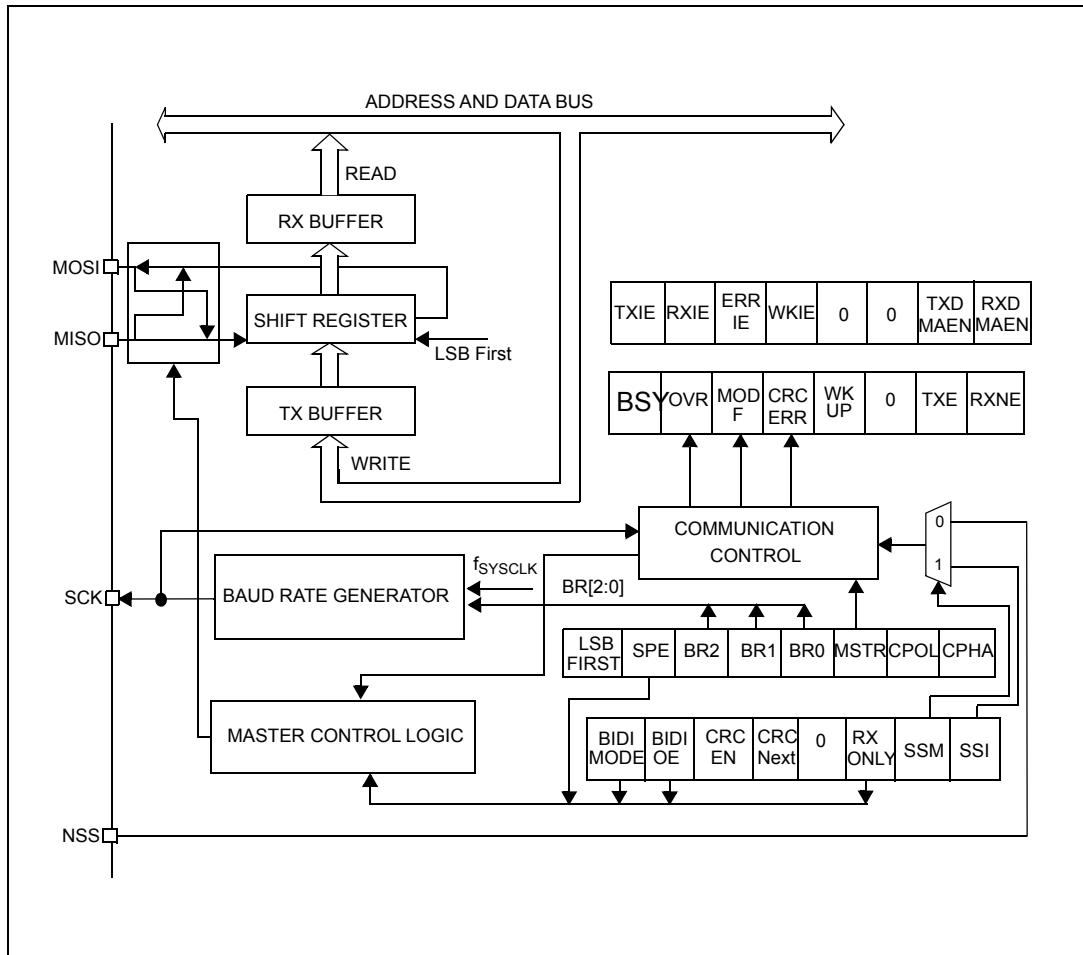 ADDRESS AND DATA BUS
READ
RX BUFFER
MOSI
SHIFT REGISTER
MISO
LSB First
TX BUFFER
WRITE
TXIE RXIE ERR IE WKIE 0 0 TXD MAEN RXD MAEN
BSY OVR MOD F CRC ERR WK UP 0 TXE RXNE
COMMUNICATION CONTROL
0
1
fSYSCLK
BR[2:0]
SCK
BAUD RATE GENERATOR
LSB FIRST SPE BR2 BR1 BR0 MSTR CPOL CPHA
MASTER CONTROL LOGIC
BIDI MODE BIDI OE CRC EN CRC Next 0 RX ONLY SSM SSI
NSS